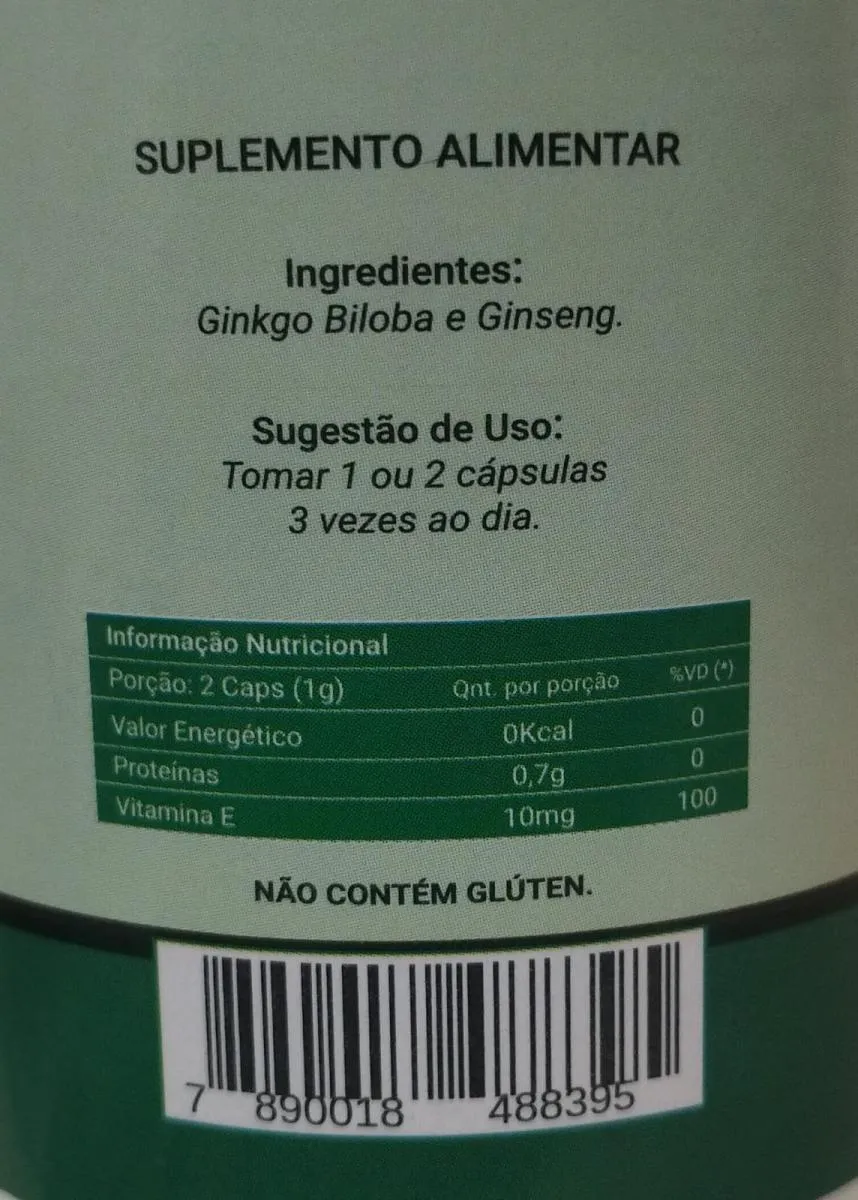 SUPLEMENTO ALIMENTAR
Ingredientes:
Ginkgo Biloba e Ginseng.
Sugestão de Uso:
Tomar 1 ou 2 cápsulas
3 vezes ao dia.
Informação Nutricional
Porção: 2 Caps (1g) Qnt. por porção %VD (*)
Valor Energético 0Kcal 0
Proteínas 0,7g 0
Vitamina E 10mg 100
NÃO CONTÉM GLÚTEN.
7 890018 488395